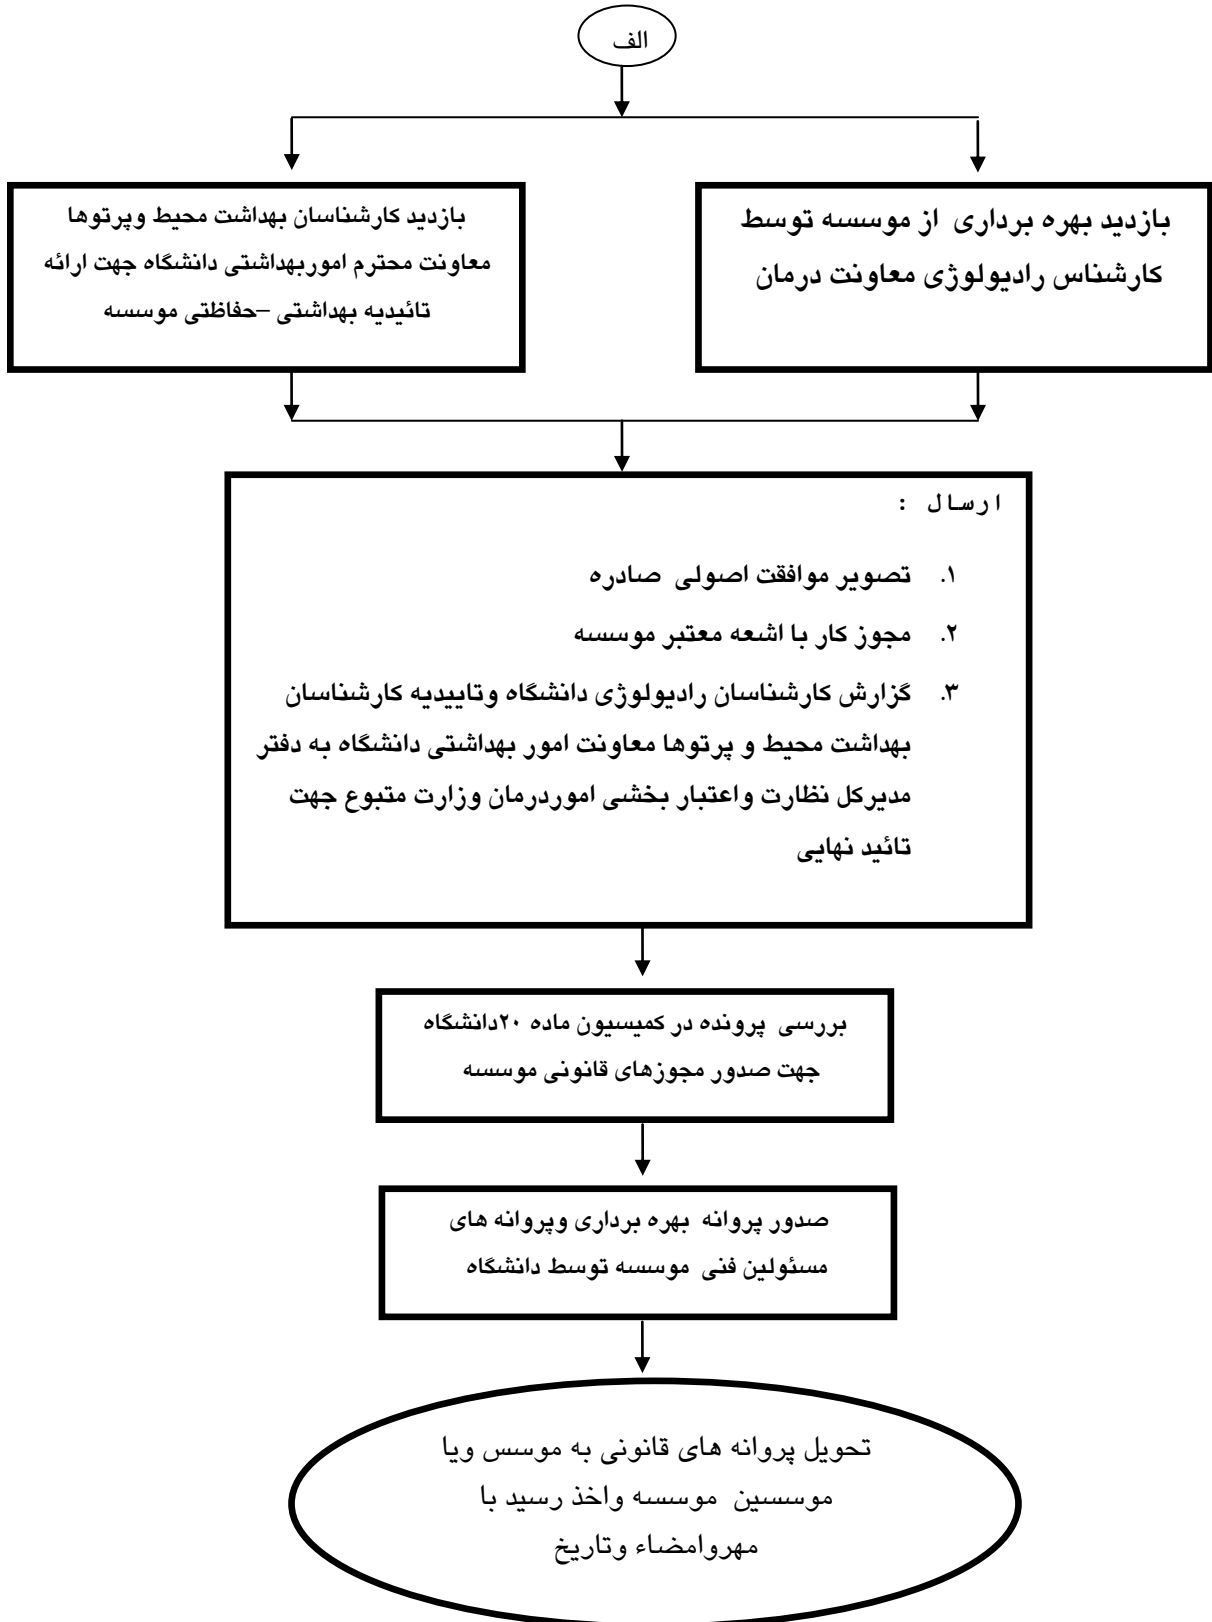 الف
بازدید بهره برداری از موسسه توسط
کارشناس رادیولوژی معاونت درمان
بازدید کارشناسان بهداشت محیط وپرتوها
معاونت محترم اموربهداشتی دانشگاه جهت ارائه
تائیدیه بهداشتی –حفاظتی موسسه
ارسال :
۱. تصویر موافقت اصولی صادره
۲. مجوز کار با اشعه معتبر موسسه
۳. گزارش کارشناسان رادیولوژی دانشگاه وتاییدیه کارشناسان
بهداشت محیط و پرتوها معاونت امور بهداشتی دانشگاه به دفتر
مدیرکل نظارت واعتبار بخشی اموردرمان وزارت متبوع جهت
تائید نهایی
بررسی پرونده در کمیسیون ماده ۲۰دانشگاه
جهت صدور مجوزهای قانونی موسسه
صدور پروانه بهره برداری وپروانه های
مسئولین فنی موسسه توسط دانشگاه
تحویل پروانه های قانونی به موسس ویا
موسسین موسسه واخذ رسید با
مهروامضاء وتاریخ